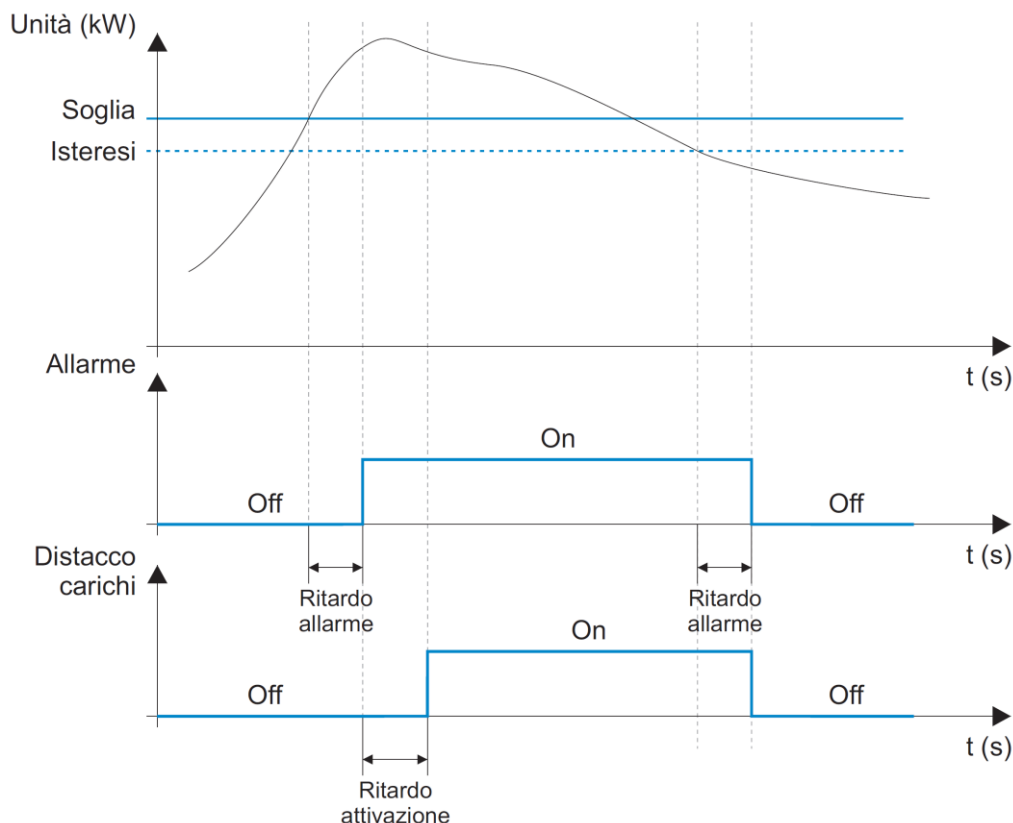 Unità (kW)
Soglia
Isteresi
t (s)
Allarme
On
Off
Off
t (s)
Ritardo
allarme
Ritardo
allarme
Distacco
carichi
On
Off
Off
t (s)
Ritardo
attivazione